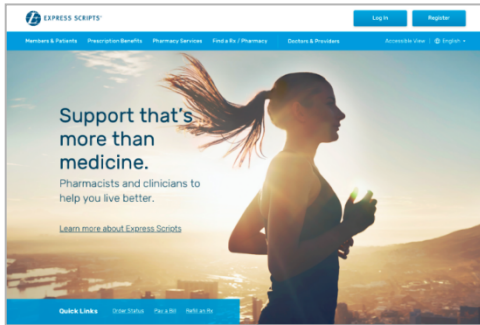 EXPRESS SCRIPTS®
Log In
Register
Members & Patients Prescription Benefits Pharmacy Services Find a Rx / Pharmacy Doctors & Providers Accessible View English
Support that's
more than
medicine.
Pharmacists and clinicians to
help you live better.
Learn more about Express Scripts
Quick Links Order Status Pay a Bill Refill an Rx